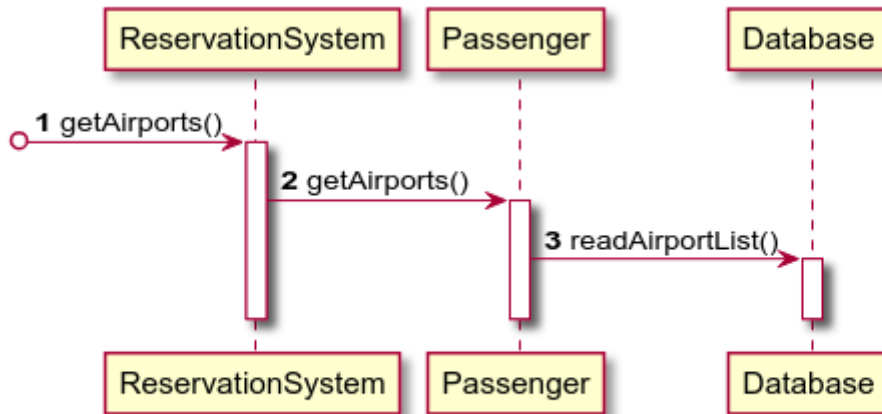 ReservationSystem Passenger Database
1 getAirports()
2 getAirports()
3 readAirportList()
ReservationSystem Passenger Database